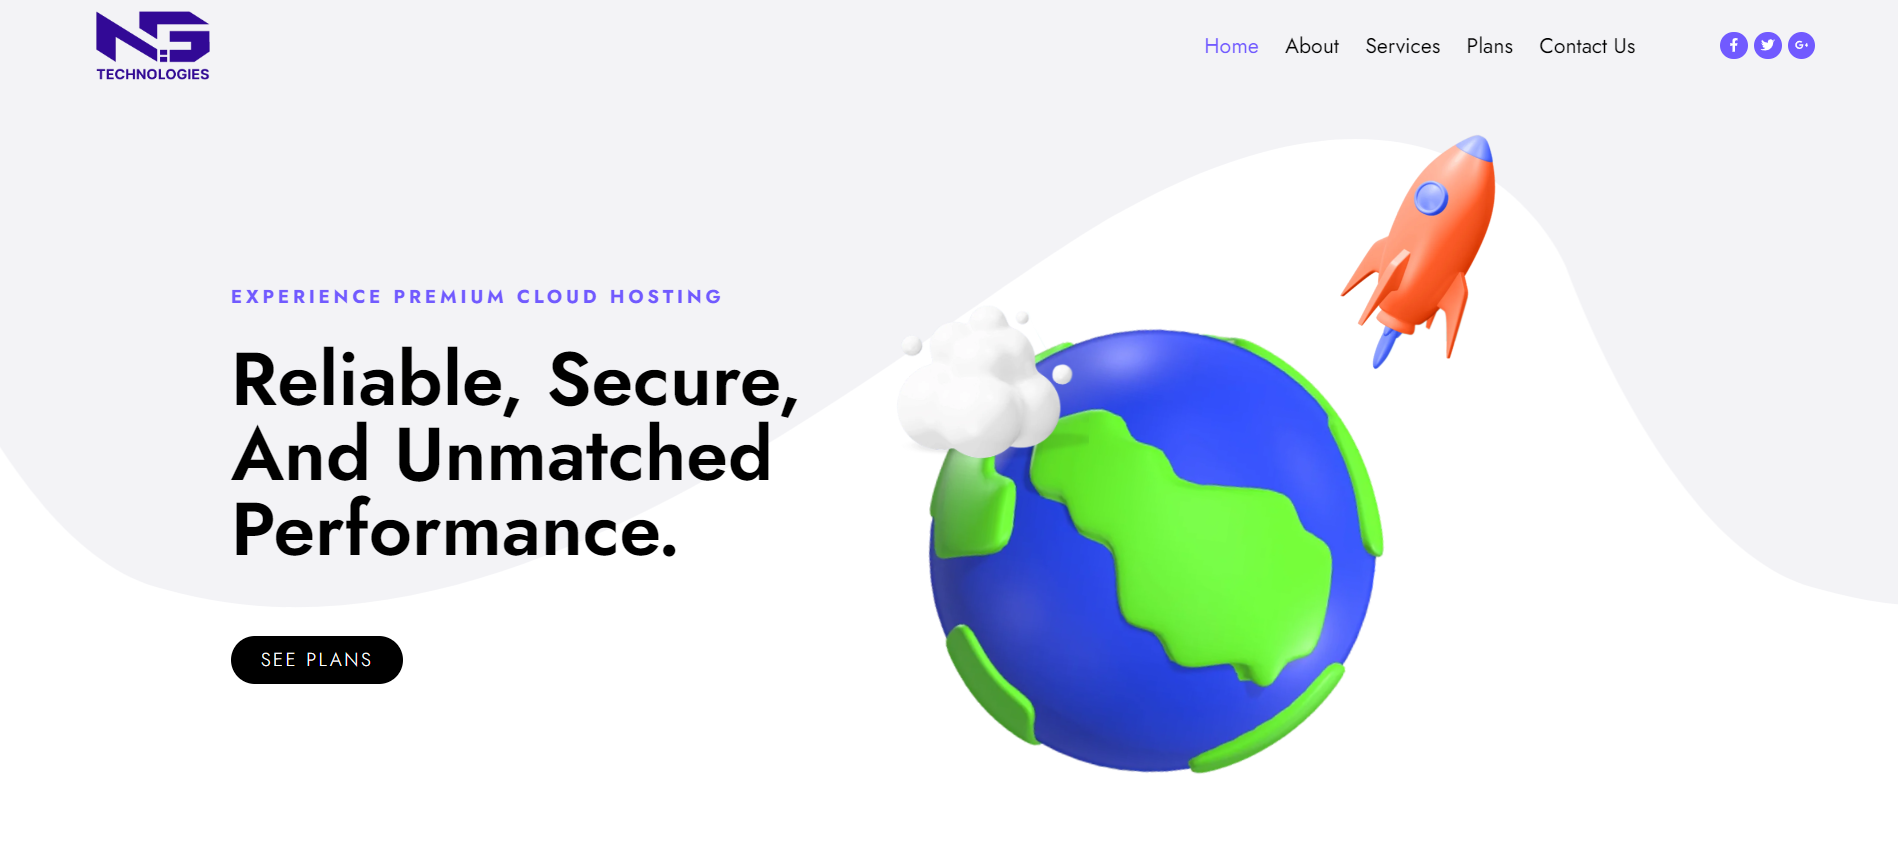 NG
TECHNOLOGIES
Home About Services Plans Contact Us
EXPERIENCE PREMIUM CLOUD HOSTING
Reliable, Secure,
And Unmatched
Performance.
SEE PLANS